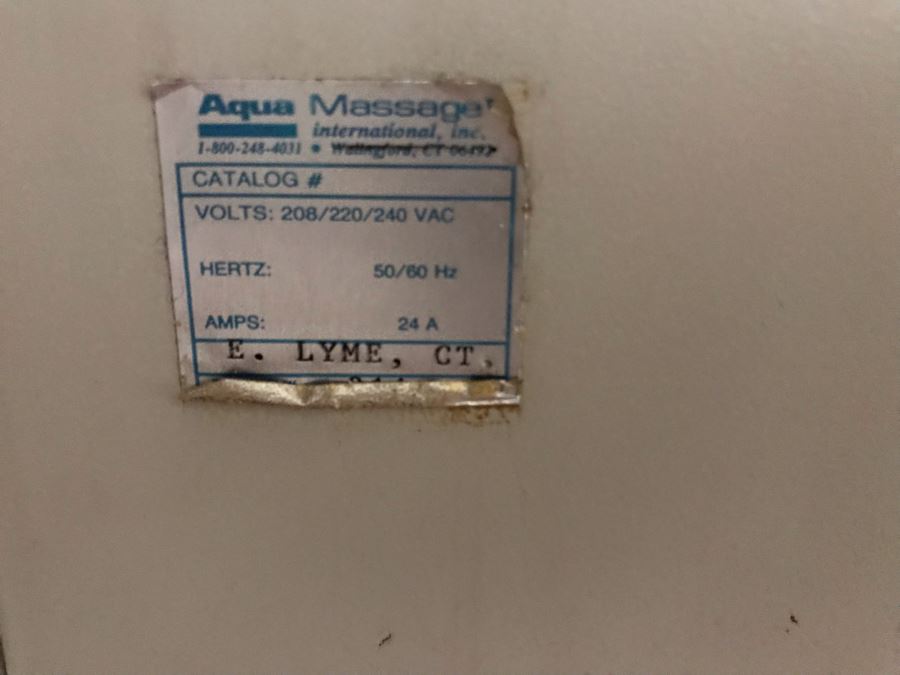 Aqua Massage
international, inc.
1-800-248-4031 • Wallingford, CT 06492
CATALOG #
VOLTS: 208/220/240 VAC
HERTZ: 50/60 Hz
AMPS: 24 A
E. LYME, CT.